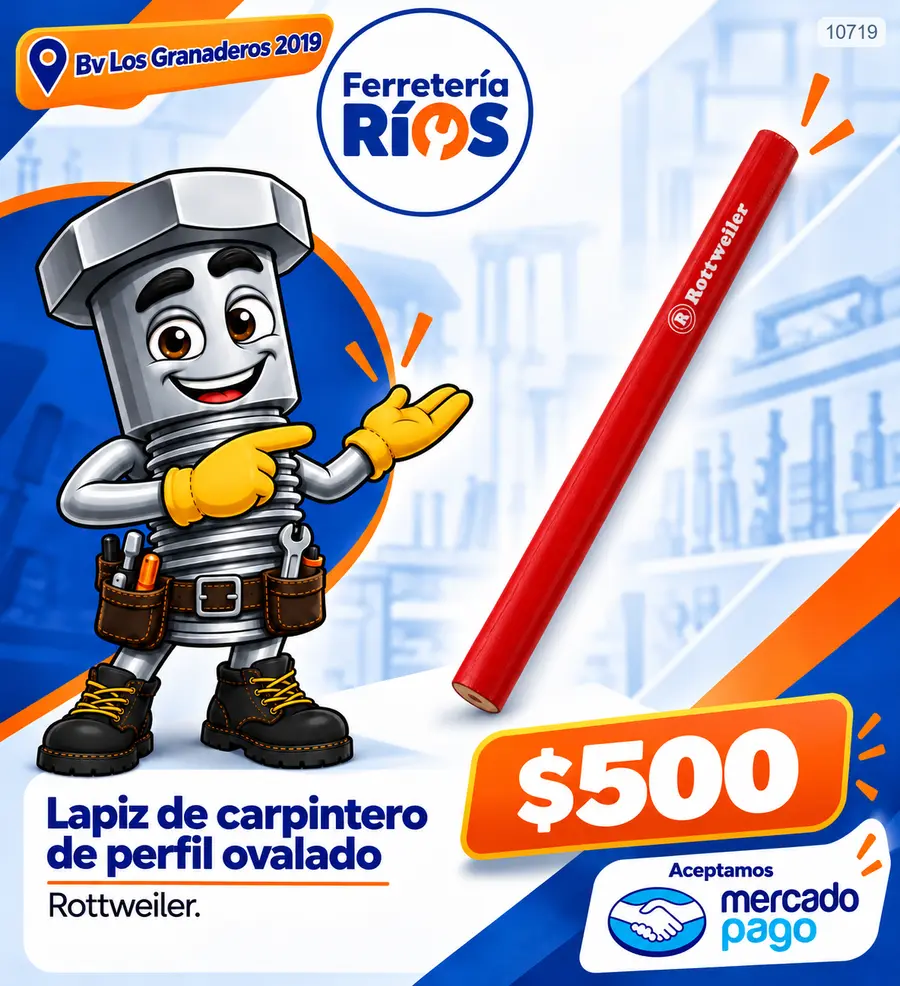 Bv Los Granaderos 2019
Ferretería
Ríos
10719
R Rottweiler
$500
Lapiz de carpintero
de perfil ovalado
Rottweiler.
Aceptamos
mercado
pago